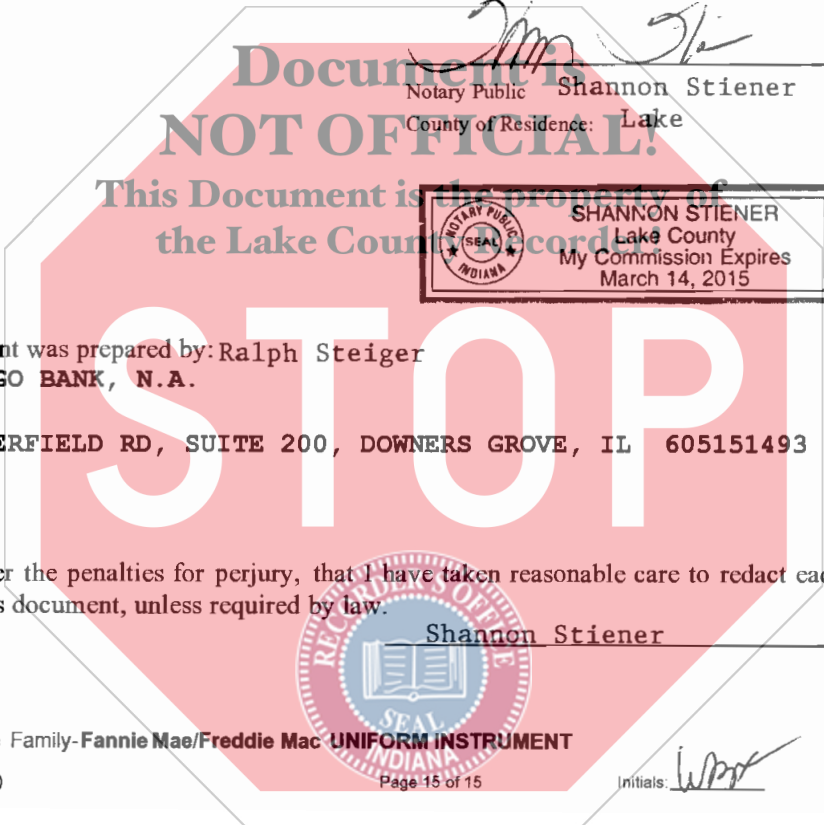 Document is
NOT OFFICIAL!
This Document is the property of
the Lake County Recorder!
STOP
Notary Public Shannon Stiener
County of Residence: Lake
NOTARY PUBLIC
SEAL
INDIANA
SHANNON STIENER
Lake County
My Commission Expires
March 14, 2015
nt was prepared by: Ralph Steiger
GO BANK, N.A.
ERFIELD RD, SUITE 200, DOWNERS GROVE, IL 605151493
er the penalties for perjury, that I have taken reasonable care to redact eac
s document, unless required by law.
Shannon Stiener
RECORDER'S OFFICE
SEAL
INDIANA
Family-Fannie Mae/Freddie Mac UNIFORM INSTRUMENT
)
Page 15 of 15
Initials: